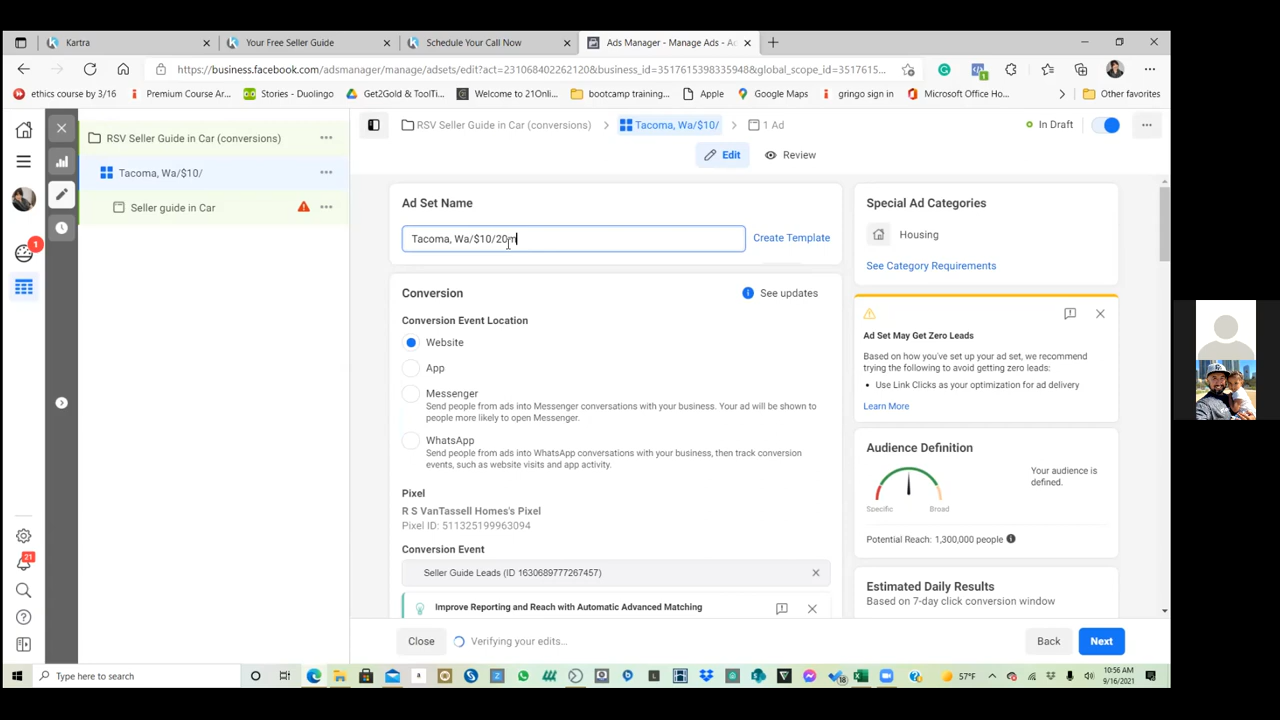 Kartra
Your Free Seller Guide
Schedule Your Call Now
Ads Manager - Manage Ads - Ac
https://business.facebook.com/adsmanager/manage/adsets/edit?act=231068402262120&business_id=3517615398335948&global_scope_id=3517615...
ethics course by 3/16
Premium Course Ar...
Stories - Duolingo
Get2Gold & ToolTi...
Welcome to 21Onli...
bootcamp training...
Apple
Google Maps
gringo sign in
Microsoft Office Ho...
Other favorites
RSV Seller Guide in Car (conversions)
Tacoma, Wa/$10/
Seller guide in Car
RSV Seller Guide in Car (conversions)
Tacoma, Wa/$10/
1 Ad
In Draft
Edit
Review
Ad Set Name
Tacoma, Wa/$10/20m
Create Template
Conversion
See updates
Conversion Event Location
Website
App
Messenger
Send people from ads into Messenger conversations with your business. Your ad will be shown to
people more likely to open Messenger.
WhatsApp
Send people from ads into WhatsApp conversations with your business, then track conversion
events, such as website visits and app activity.
Pixel
R S VanTassell Homes's Pixel
Pixel ID: 511325199963094
Conversion Event
Seller Guide Leads (ID 1630689777267457)
Improve Reporting and Reach with Automatic Advanced Matching
Close
Verifying your edits...
Back
Next
Special Ad Categories
Housing
See Category Requirements
Ad Set May Get Zero Leads
Based on how you've set up your ad set, we recommend
trying the following to avoid getting zero leads:
• Use Link Clicks as your optimization for ad delivery
Learn More
Audience Definition
Your audience is
defined.
Specific
Broad
Potential Reach: 1,300,000 people
Estimated Daily Results
Based on 7-day click conversion window
1
21
Type here to search
18
57°F
10:56 AM
9/16/2021